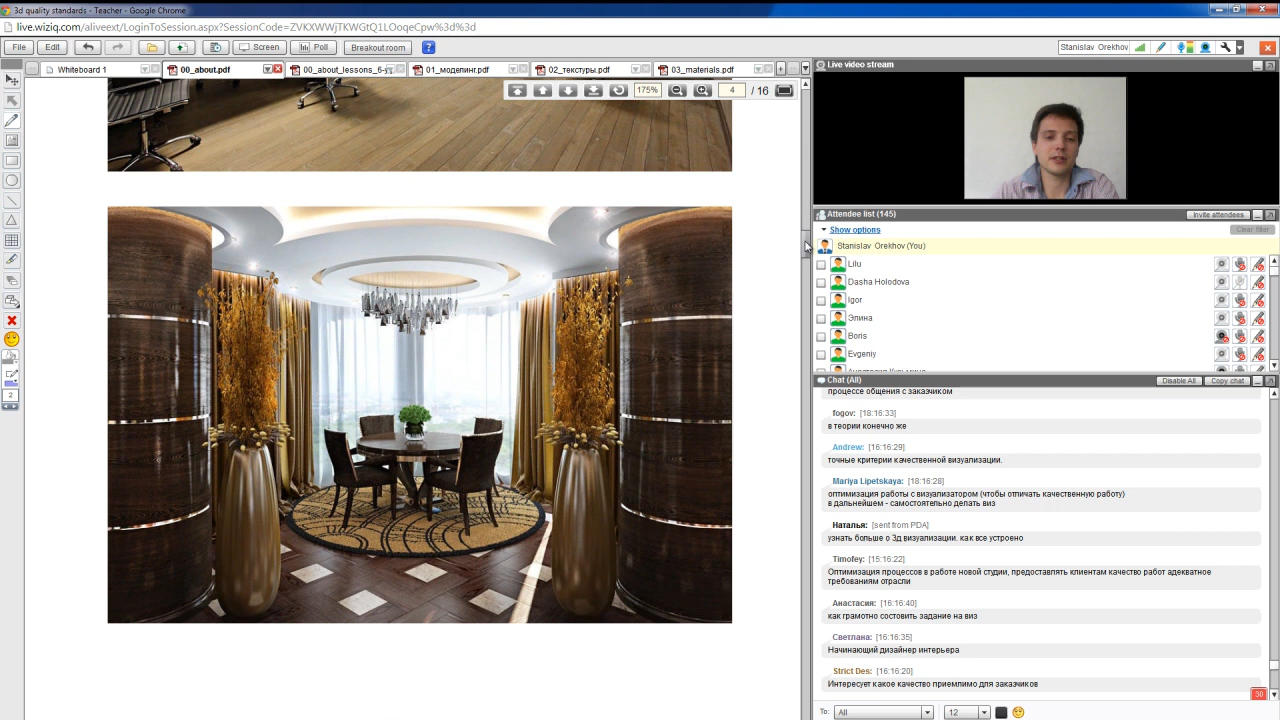 3d quality standards - Teacher - Google Chrome
live.wiziq.com/aliveext/LoginToSession.aspx?SessionCode=ZVKXWWjTKWGtQ1LOoqeCpw%3d%3d
File Edit Screen Poll Breakout room ? Stanislav Orekhov
Whiteboard 1 00_about.pdf 00_about_lessons_6- 01_моделинг.pdf 02_текстуры.pdf 03_materials.pdf
175% 4 / 16
2
Live video stream
Attendee list (145) Invite attendees
Show options Clear filter
Stanislav Orekhov (You)
Lilu
Dasha Holodova
Igor
Элина
Boris
Evgeniy
Chat (All) Disable All Copy chat
процессе общения с заказчиком
fogov: [18:16:33]
в теории конечно же
Andrew: [16:16:29]
точные критерии качественной визуализации.
Mariya Lipetskaya: [18:16:28]
оптимизация работы с визуализатором (чтобы отличать качественную работу)
в дальнейшем - самостоятельно делать виз
Наталья: [sent from PDA]
узнать больше о 3д визуализации. как все устроено
Timofey: [15:16:22]
Оптимизация процессов в работе новой студии, предоставлять клиентам качество работ адекватное
требованиям отрасли
Анастасия: [16:16:40]
как грамотно состовить задание на виз
Светлана: [16:16:35]
Начинающий дизайнер интерьера
Strict Des: [16:16:20]
Интересует какое качество приемлимо для заказчиков
30
To: All 12